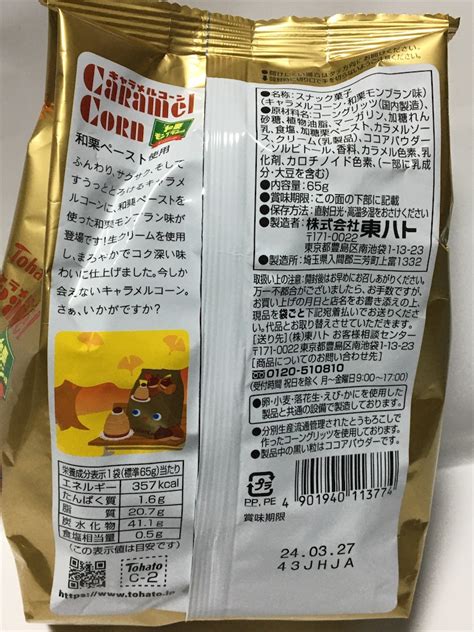 キャラメルコーン
Caramel
CORN
和栗
モンブラン味
和栗ペースト使用
ふんわり、サクサク、そして
すうっととろけるキャラメ
ルコーンに、和栗ペーストを
使った和栗モンブラン味が
登場です!生クリームを使用
し、まろやかでコク深い味
わいに仕上げました。今しか
会えないキャラメルコーン。
さぁ、いかがですか?
●名称:スナック菓子
(キャラメルコーン・和栗モンブラン味)
●原材料名:コーングリッツ(国内製造)、
砂糖、植物油脂、マーガリン、加糖れん
乳、食塩、加糖栗ペースト、カラメルソー
ス、クリーム(乳製品)、ココアパウダー
/ソルビトール、香料、カラメル色素、乳
化剤、カロチノイド色素、(一部に乳成
分・大豆を含む)
●内容量:65g
●賞味期限:この面の下部に記載
●保存方法:直射日光・高温多湿をおさけください
●製造者:株式会社東ハト
〒171-0022
東京都豊島区南池袋1-13-23
●製造所:埼玉県入間郡三芳町上富1132
取扱い上の注意:開封後はお早めにお召しあがりください。
万一不都合がございましたら、お手数ですが、
お買い上げの月日と店名をお書き添えの上、
現品を袋ごと下記宛着払いでお送りください。
代品とお取り替えさせていただきます。
【送り先】(株)東ハト お客様相談センター
〒171-0022 東京都豊島区南池袋1-13-23
【商品についてのお問い合わせ】
0120-510810
(受付時間 祝日を除く月~金曜日9:00~17:00)
●卵・小麦・落花生・えび・かにを使用した
製品と共通の設備で製造しております。
●分別生産流通管理されたとうもろこしで
作ったコーングリッツを使用しています。
●製品中の黒い粒はココアパウダーです。
栄養成分表示1袋(標準65g)当たり
エネルギー 357kcal
たんぱく質 1.6g
脂質 20.7g
炭水化物 41.1g
食塩相当量 0.5g
(この表示値は目安です)
Tohato
C-2
https://www.tohato.jp
プラ
PP,PE
4 901940 113774
賞味期限
24.03.27
43JHJA
Tohato